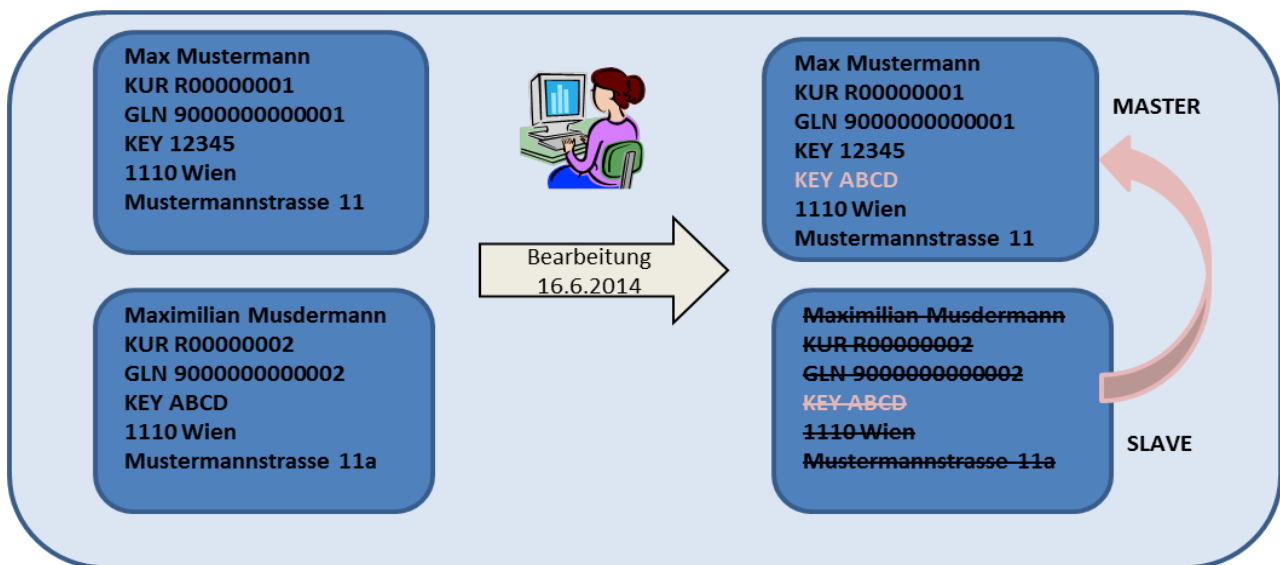 Max Mustermann
KUR R00000001
GLN 9000000000001
KEY 12345
1110 Wien
Mustermannstrasse 11
Maximilian Musdermann
KUR R00000002
GLN 9000000000002
KEY ABCD
1110 Wien
Mustermannstrasse 11a
Bearbeitung
16.6.2014
Max Mustermann
KUR R00000001
GLN 9000000000001
KEY 12345
KEY ABCD
1110 Wien
Mustermannstrasse 11
MASTER
Maximilian Musdermann
KUR R00000002
GLN 9000000000002
KEY ABCD
1110 Wien
Mustermannstrasse 11a
SLAVE